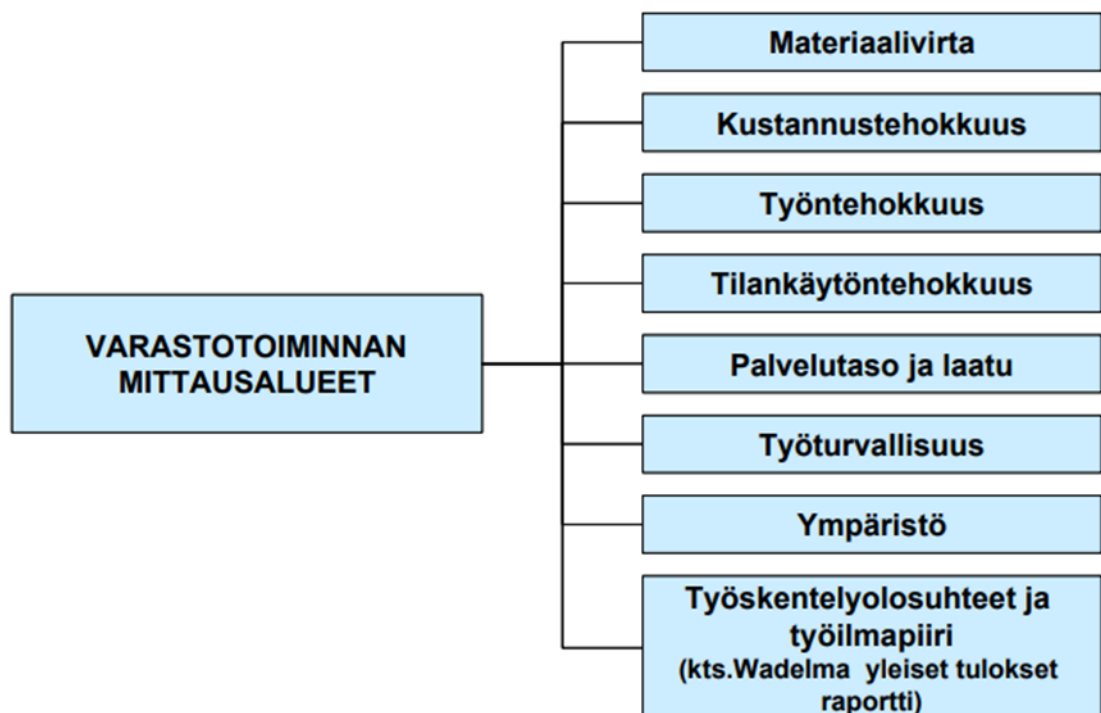 Materiaalivirta
Kustannustehokkuus
Työntehokkuus
Tilankäytöntehokkuus
VARASTOTOIMINNAN
MITTAUSALUEET
Palvelutaso ja laatu
Työturvallisuus
Ympäristö
Työskentelyolosuhteet ja
työilmapiiri
(kts.Wadelma yleiset tulokset
raportti)